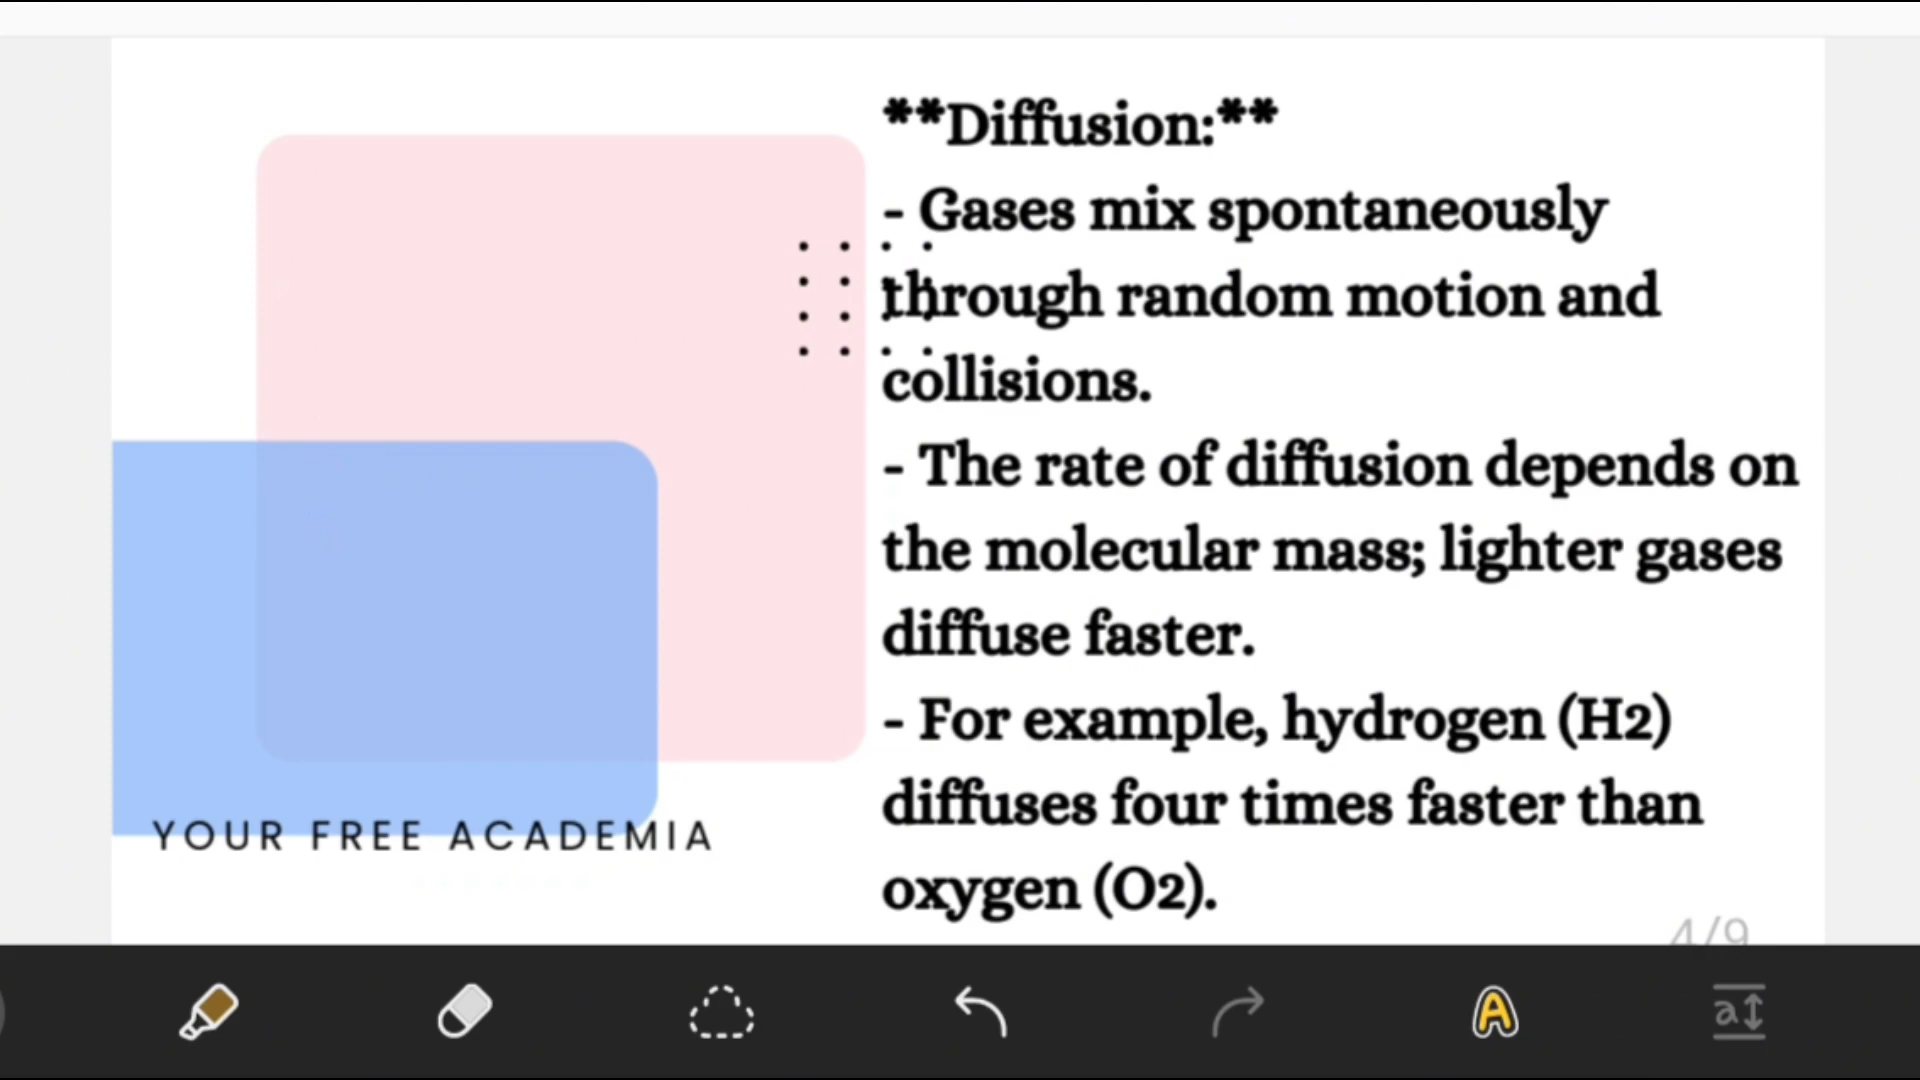 **Diffusion:**
- Gases mix spontaneously
through random motion and
collisions.
- The rate of diffusion depends on
the molecular mass; lighter gases
diffuse faster.
- For example, hydrogen (H2)
diffuses four times faster than
oxygen (O2).
YOUR FREE ACADEMIA
4/9
A
a